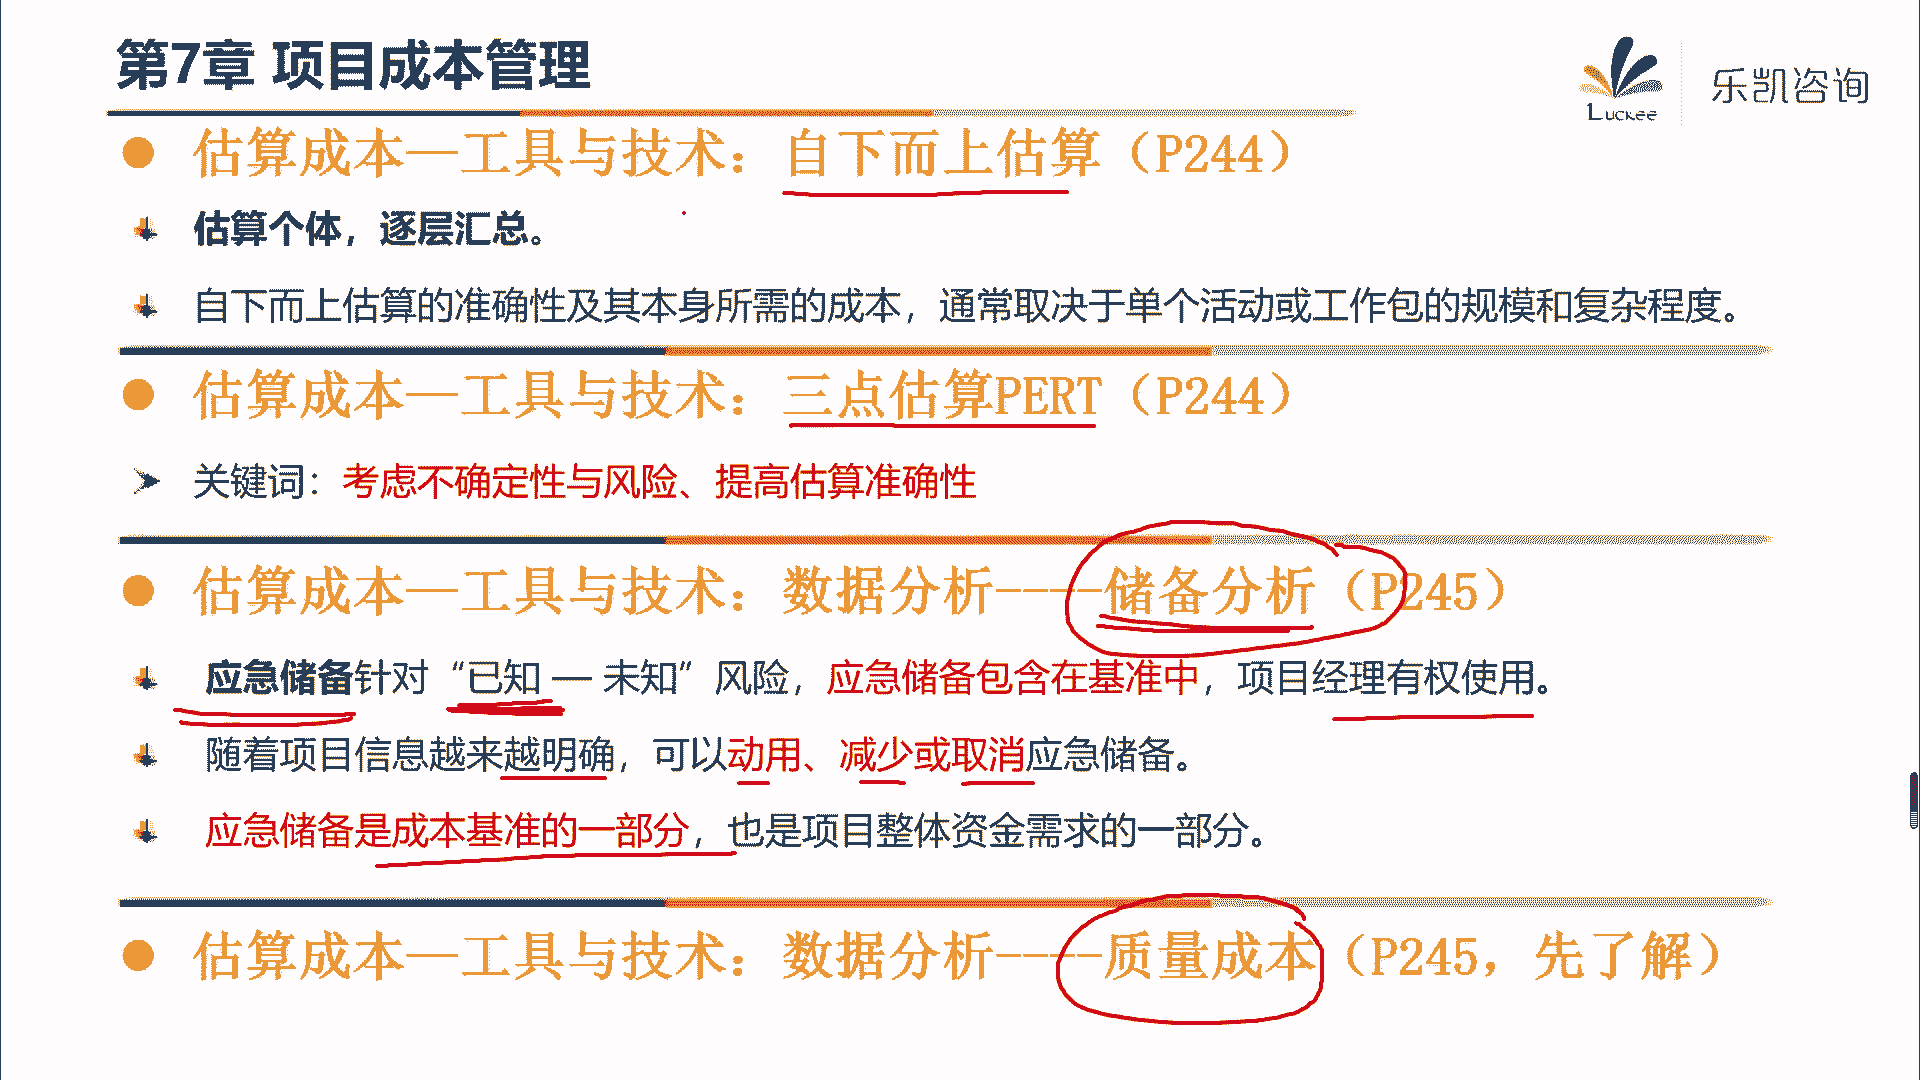 第7章 项目成本管理
Luckee
乐凯咨询
估算成本—工具与技术：自下而上估算（P244）
估算个体，逐层汇总。
自下而上估算的准确性及其本身所需的成本，通常取决于单个活动或工作包的规模和复杂程度。
估算成本—工具与技术：三点估算PERT（P244）
关键词：考虑不确定性与风险、提高估算准确性
估算成本—工具与技术：数据分析----储备分析（P245）
应急储备针对“已知 — 未知”风险，应急储备包含在基准中，项目经理有权使用。
随着项目信息越来越明确，可以动用、减少或取消应急储备。
应急储备是成本基准的一部分，也是项目整体资金需求的一部分。
估算成本—工具与技术：数据分析----质量成本（P245，先了解）